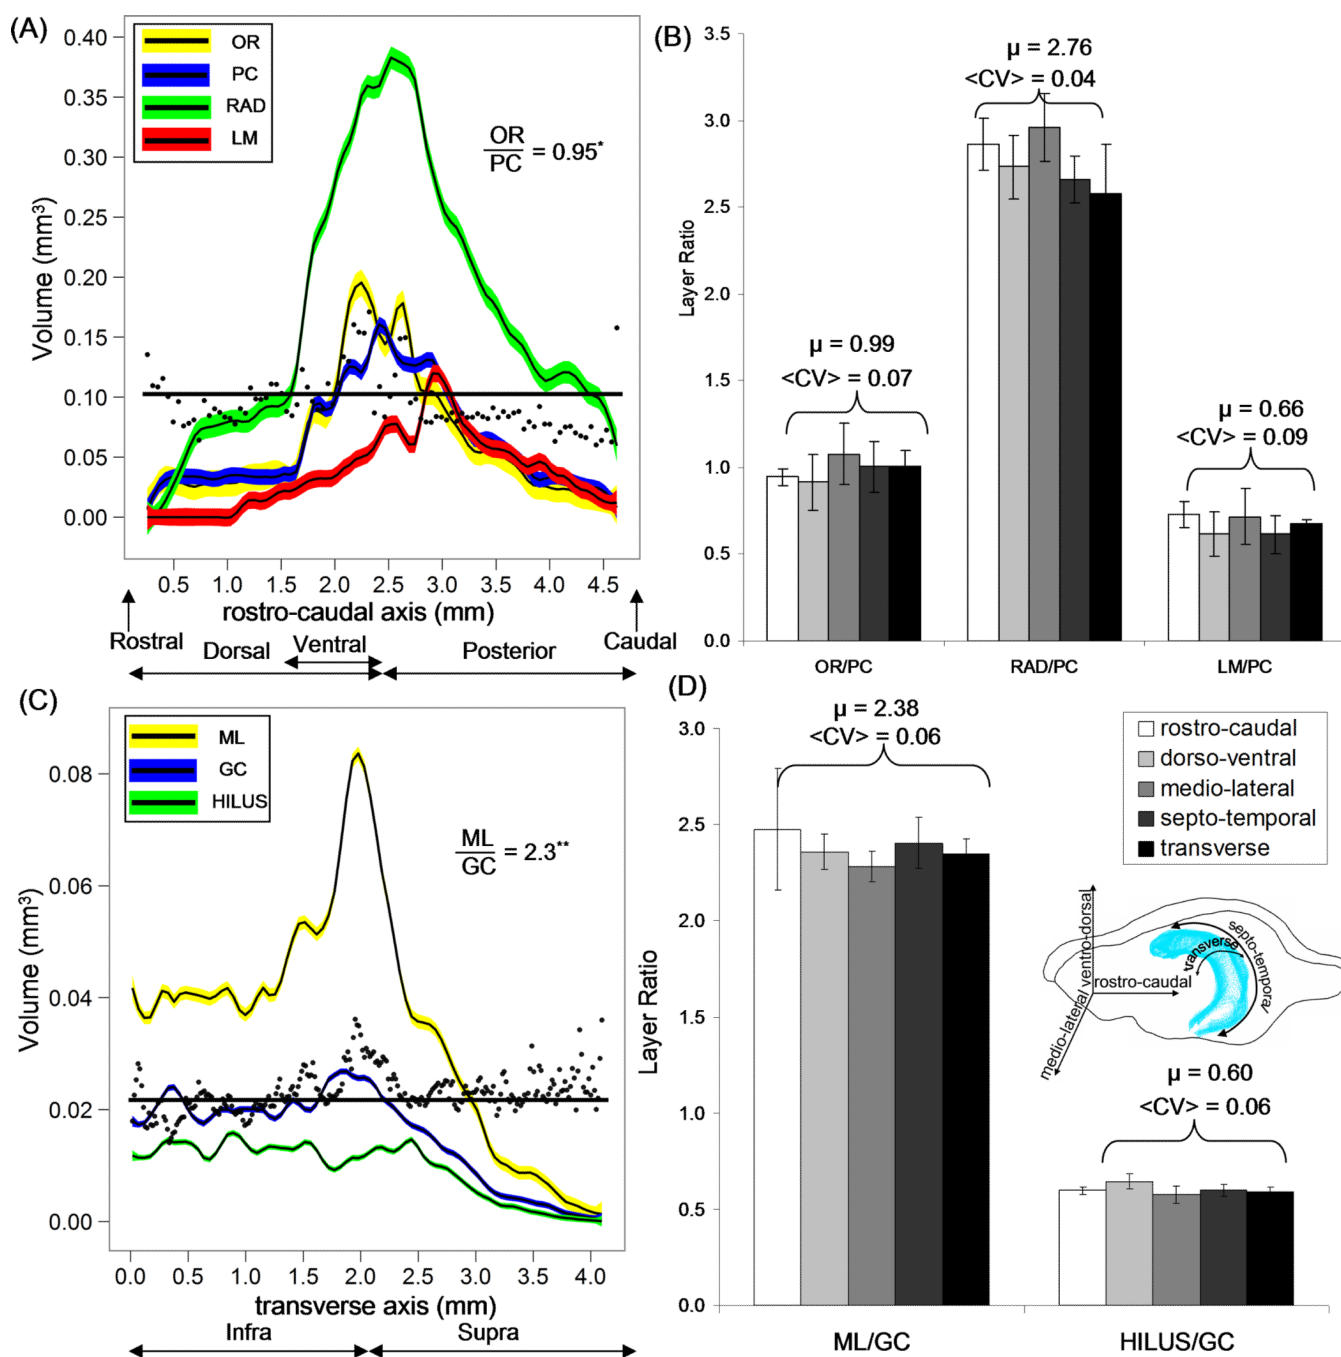 (A)
OR
PC
RAD
LM
OR
PC
= 0.95*
0.40
0.35
0.30
0.25
0.20
0.15
0.10
0.05
0.00
Volume (mm³)
0.5 1.0 1.5 2.0 2.5 3.0 3.5 4.0 4.5
rostro-caudal axis (mm)
Rostral
Dorsal
Ventral
Posterior
Caudal
(B)
3.5
3.0
2.5
2.0
1.5
1.0
0.5
0.0
Layer Ratio
µ = 0.99
<CV> = 0.07
µ = 2.76
<CV> = 0.04
µ = 0.66
<CV> = 0.09
OR/PC
RAD/PC
LM/PC
(C)
ML
GC
HILUS
ML
GC
= 2.3**
0.08
0.06
0.04
0.02
0.00
Volume (mm³)
0.0 0.5 1.0 1.5 2.0 2.5 3.0 3.5 4.0
transverse axis (mm)
Infra
Supra
(D)
3.0
2.5
2.0
1.5
1.0
0.5
0.0
Layer Ratio
µ = 2.38
<CV> = 0.06
rostro-caudal
dorso-ventral
medio-lateral
septo-temporal
transverse
ventro-dorsal
medio-lateral
rostro-caudal
transverse
septo-temporal
µ = 0.60
<CV> = 0.06
ML/GC
HILUS/GC